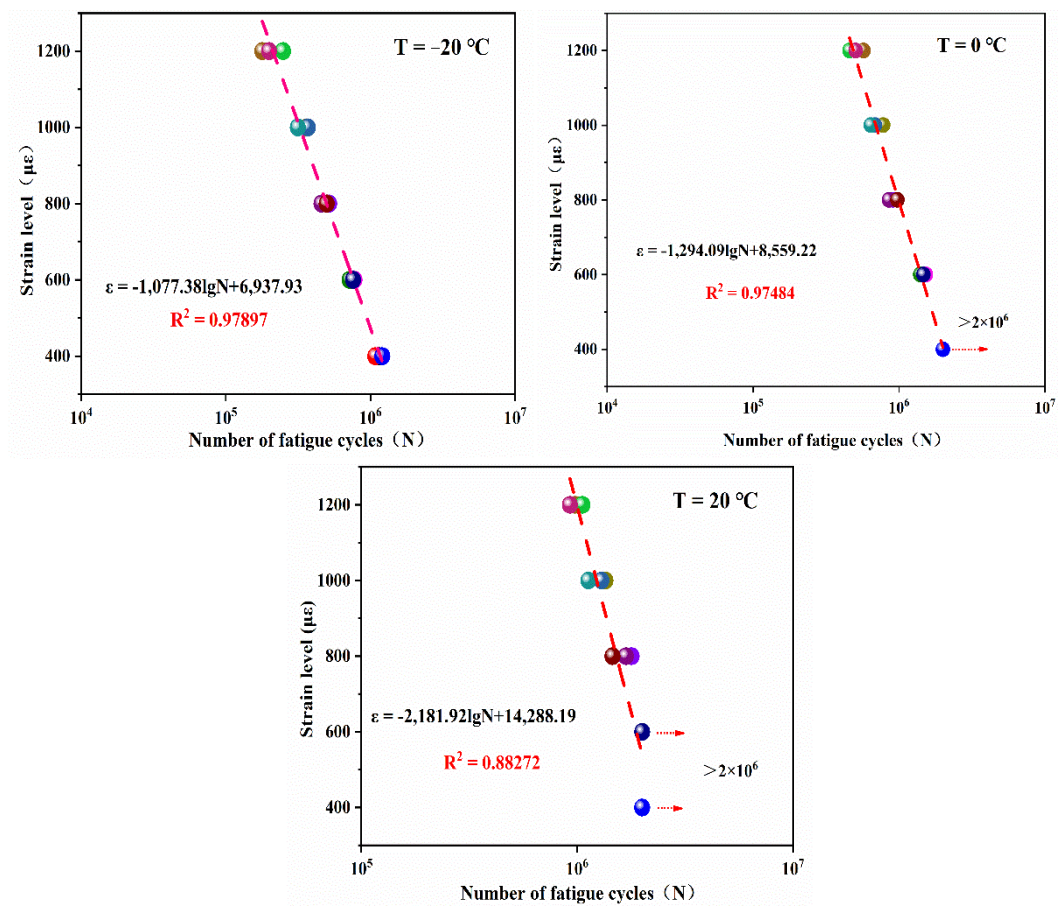 T = –20 ℃
1200
1000
800
600
400
Strain level（με）
ε = -1,077.38lgN+6,937.93
R² = 0.97897
10⁴
10⁵
10⁶
10⁷
Number of fatigue cycles（N）
T = 0 ℃
1200
1000
800
600
400
Strain level（με）
ε = -1,294.09lgN+8,559.22
R² = 0.97484
＞2×10⁶
10⁴
10⁵
10⁶
10⁷
Number of fatigue cycles（N）
T = 20 ℃
1200
1000
800
600
400
Strain level (με)
ε = -2,181.92lgN+14,288.19
R² = 0.88272
＞2×10⁶
10⁵
10⁶
10⁷
Number of fatigue cycles（N）